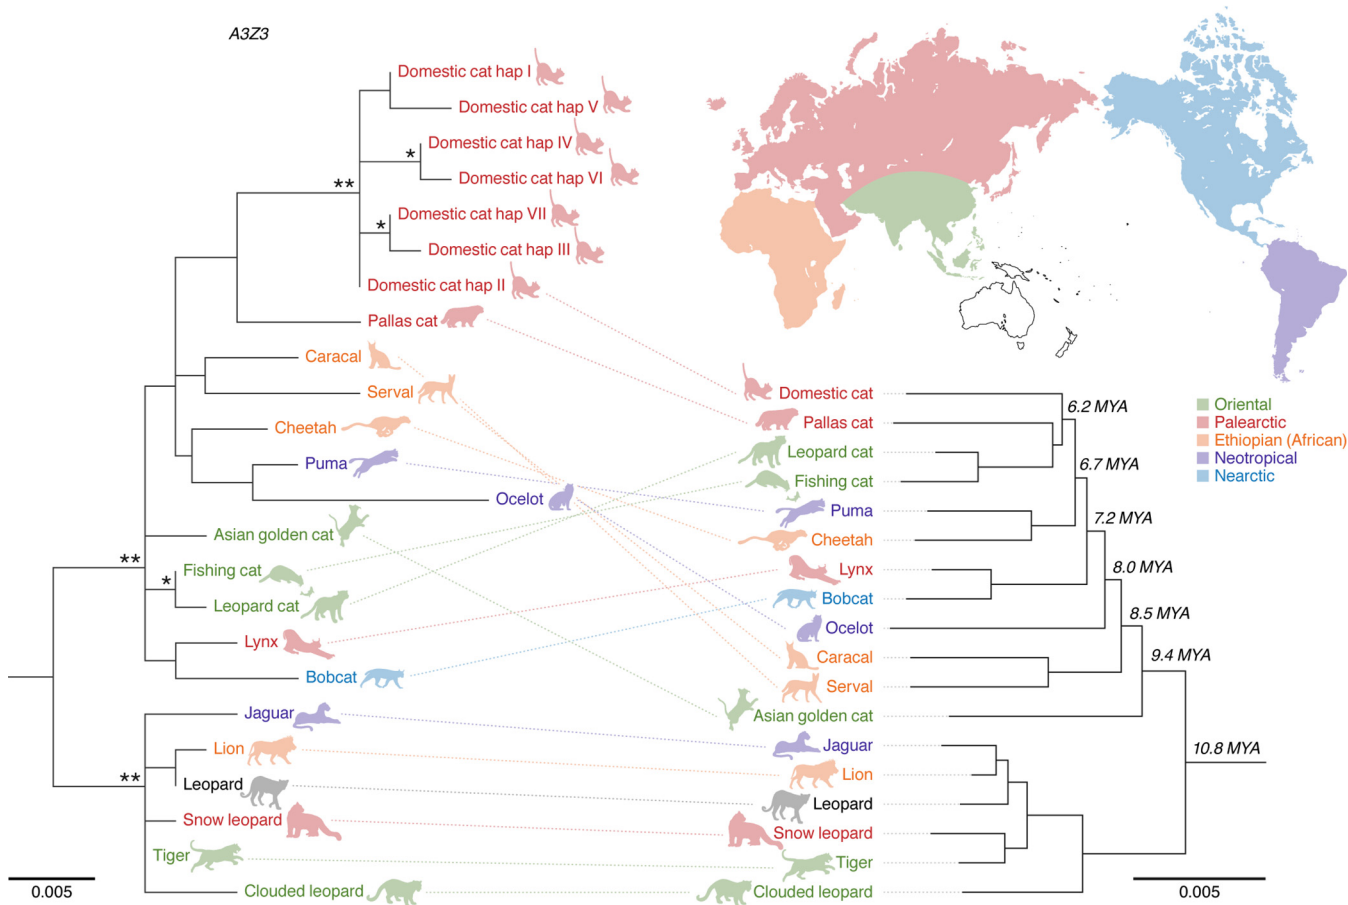 A3Z3
Domestic cat hap I
Domestic cat hap V
Domestic cat hap IV
*
Domestic cat hap VI
**
Domestic cat hap VII
*
Domestic cat hap III
Domestic cat hap II
Pallas cat
Caracal
Serval
Cheetah
Puma
Ocelot
Asian golden cat
**
Fishing cat
*
Leopard cat
Lynx
Bobcat
Jaguar
Lion
**
Leopard
Snow leopard
Tiger
Clouded leopard
0.005
Domestic cat
Pallas cat
Leopard cat
Fishing cat
Puma
Cheetah
Lynx
Bobcat
Ocelot
Caracal
Serval
Asian golden cat
Jaguar
Lion
Leopard
Snow leopard
Tiger
Clouded leopard
6.2 MYA
6.7 MYA
7.2 MYA
8.0 MYA
8.5 MYA
9.4 MYA
10.8 MYA
0.005
Oriental
Palearctic
Ethiopian (African)
Neotropical
Nearctic